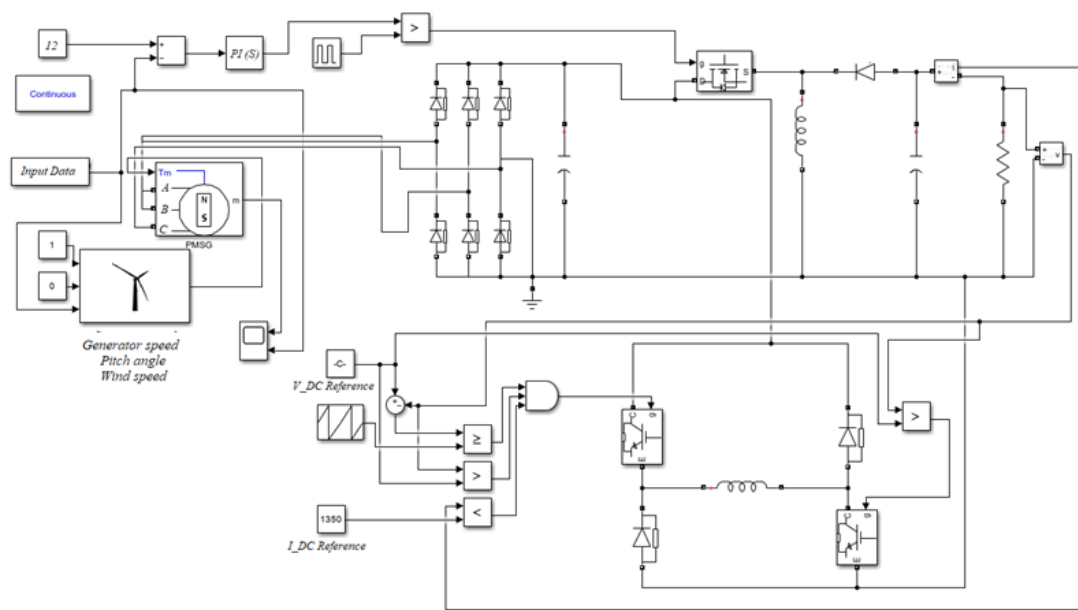 12
+
−
PI (S)
>
Continuous
g
S
D
+
-
i
+
-
v
Input Data
Tm
A
B
C
N
S
m
PMSG
1
0
Generator speed
Pitch angle
Wind speed
-C-
V_DC Reference
+
−
≥
>
<
1350
I_DC Reference
C
g
E
>
C
g
E